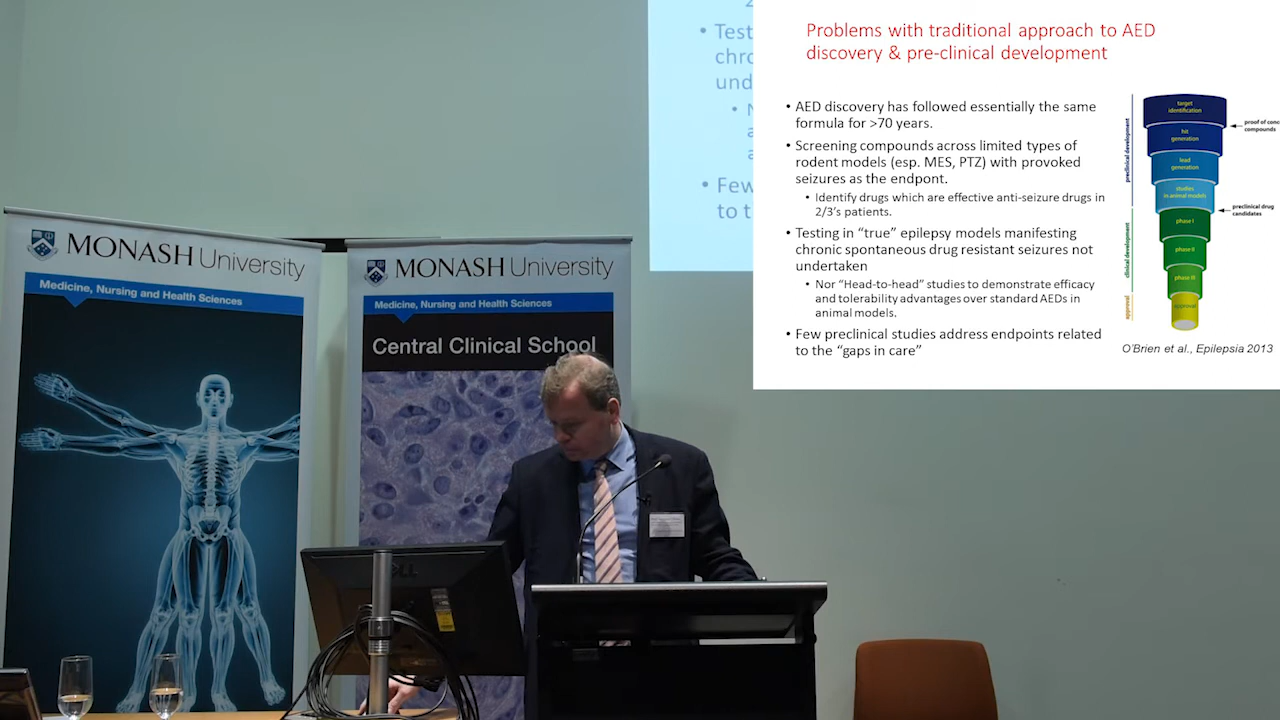 Problems with traditional approach to AED
discovery & pre-clinical development
• AED discovery has followed essentially the same
formula for >70 years.
• Screening compounds across limited types of
rodent models (esp. MES, PTZ) with provoked
seizures as the endpont.
• Identify drugs which are effective anti-seizure drugs in
2/3's patients.
• Testing in “true” epilepsy models manifesting
chronic spontaneous drug resistant seizures not
undertaken
• Nor “Head-to-head” studies to demonstrate efficacy
and tolerability advantages over standard AEDs in
animal models.
• Few preclinical studies address endpoints related
to the “gaps in care”
preclinical development
clinical development
approval
target
identification
hit
generation
lead
generation
studies
in animal models
phase I
phase II
phase III
approval
proof of conc
compounds
preclinical drug
candidates
O'Brien et al., Epilepsia 2013
• Test
chro
und
• N
a
a
• Few
to t
MONASH University
Medicine, Nursing and Health Sciences
MONASH University
Medicine, Nursing and Health Sciences
Central Clinical School
DELL